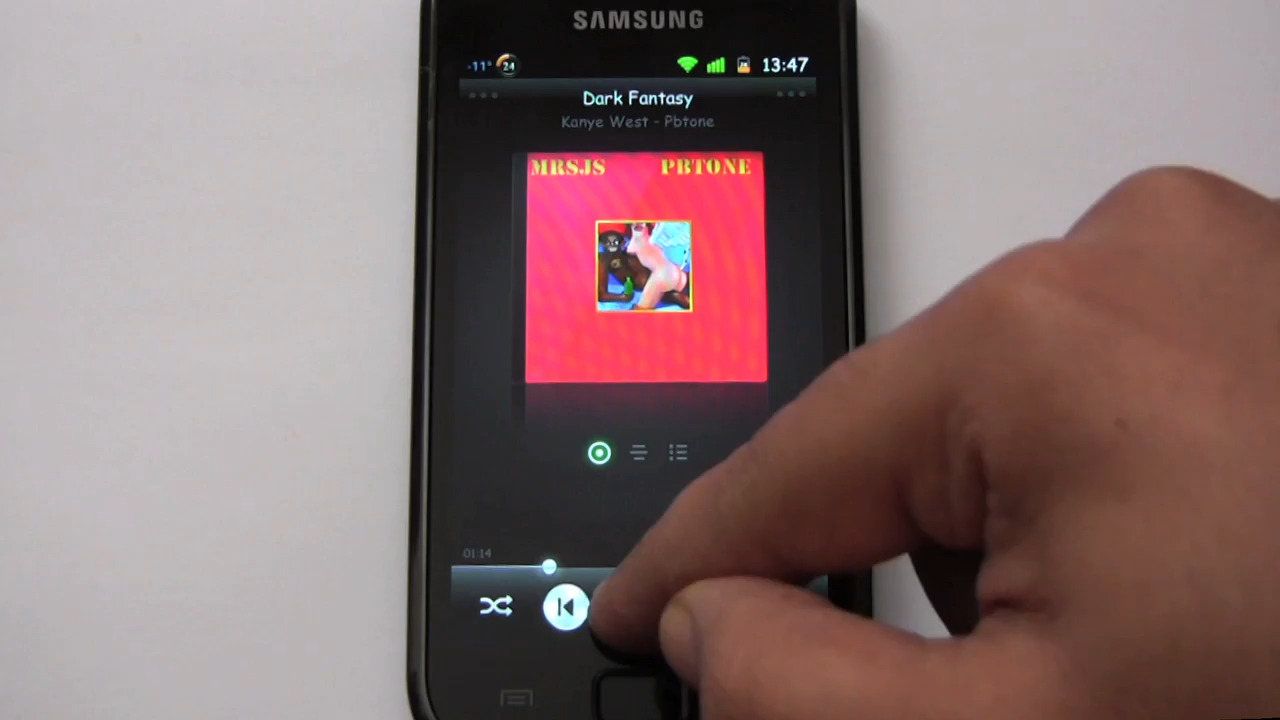 SAMSUNG
-11° 24 13:47
Dark Fantasy
Kanye West - Pbtone
MRSJS PBTONE
01:14